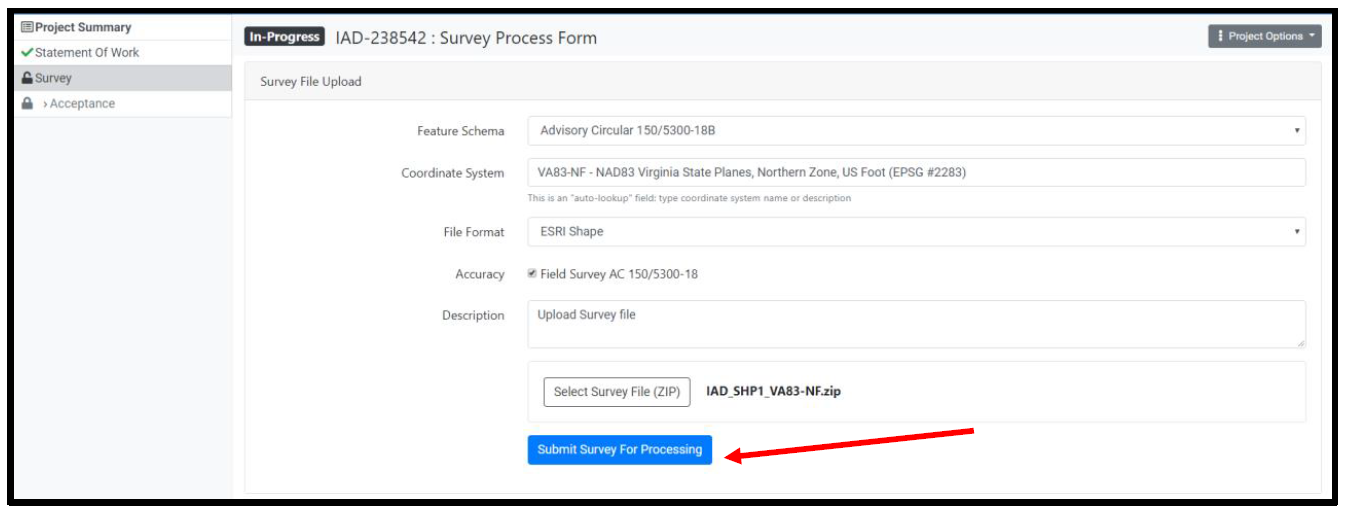 Project Summary
Statement Of Work
Survey
› Acceptance
In-Progress IAD-238542 : Survey Process Form
Project Options
Survey File Upload
Feature Schema Advisory Circular 150/5300-18B
Coordinate System VA83-NF - NAD83 Virginia State Planes, Northern Zone, US Foot (EPSG #2283)
This is an "auto-lookup" field: type coordinate system name or description
File Format ESRI Shape
Accuracy Field Survey AC 150/5300-18
Description Upload Survey file
Select Survey File (ZIP) IAD_SHP1_VA83-NF.zip
Submit Survey For Processing